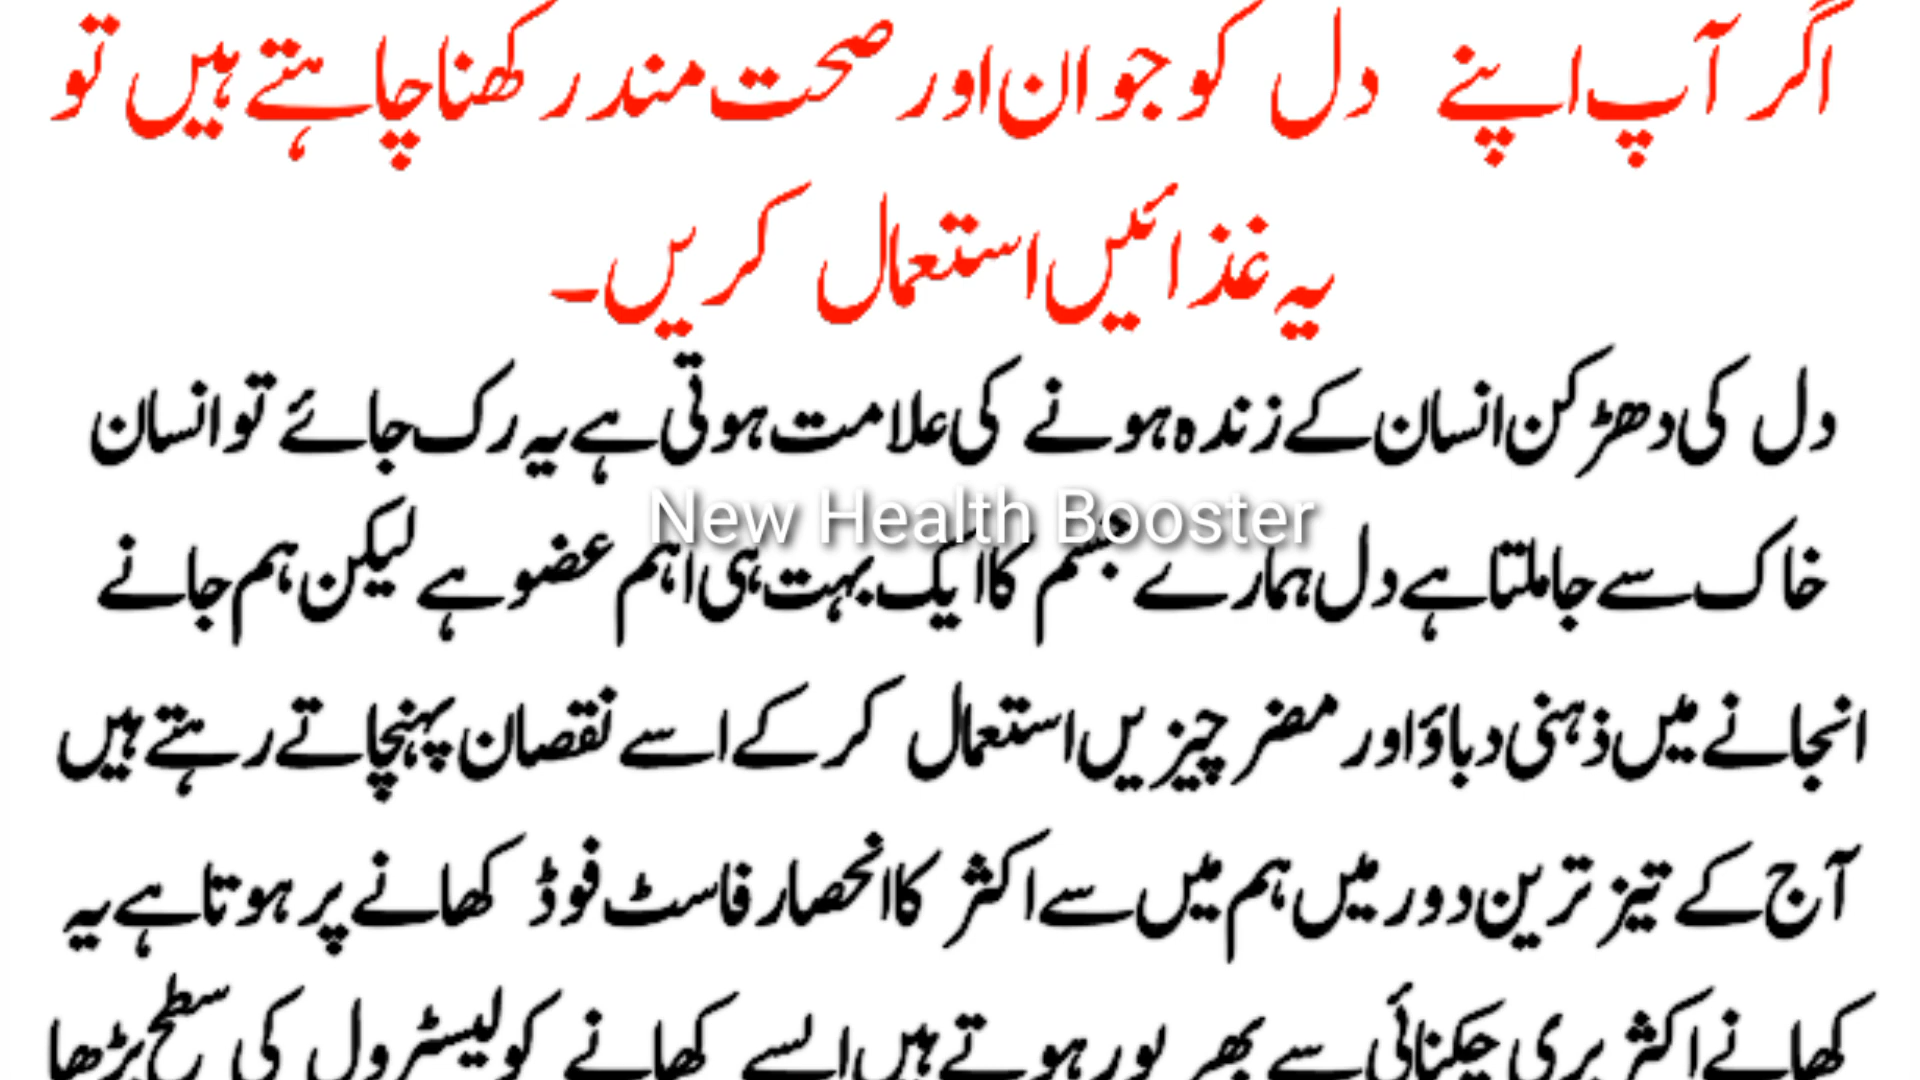 اگر آپ اپنے دل کو جوان اور صحت مند رکھنا چاہتے ہیں تو
یہ غذائیں استعمال کریں۔
دل کی دھڑکن انسان کے زندہ ہونے کی علامت ہوتی ہے یہ رک جائے تو انسان
New Health Booster
خاک سے جا ملتا ہے دل ہمارے جسم کا ایک بہت ہی اہم عضو ہے لیکن ہم جانے
انجانے میں ذہنی دباؤ اور مضر چیزیں استعمال کر کے اسے نقصان پہنچاتے رہتے ہیں
آج کے تیز ترین دور میں ہم میں سے اکثر کا انحصار فاسٹ فوڈ کھانے پر ہوتا ہے یہ
کھانے اکثر بری چکنائی سے بھر پور ہوتے ہیں ایسے کھانے کولیسٹرول کی سطح بڑھا